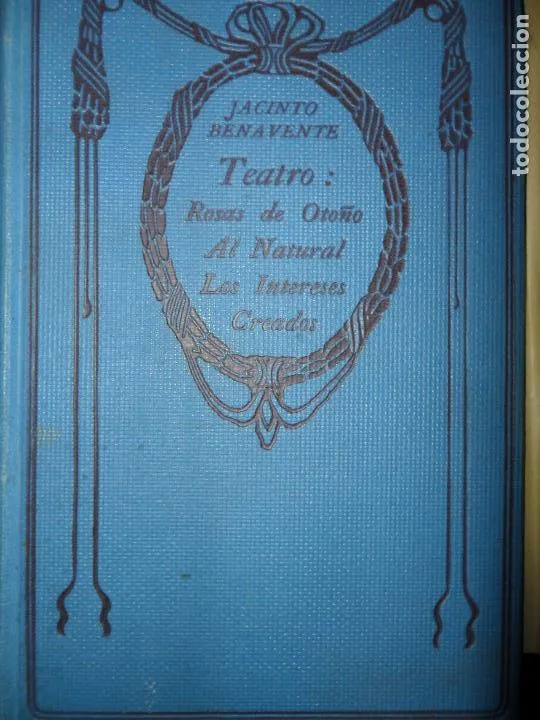 JACINTO
BENAVENTE
Teatro :
Rosas de Otoño
Al Natural
Los Intereses
Creados
todocoleccion